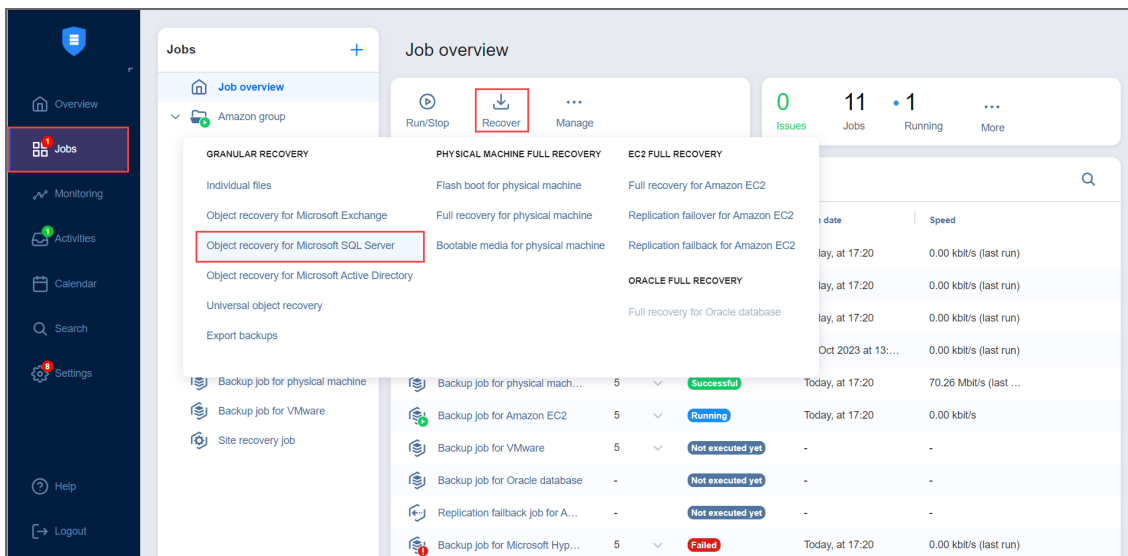 Overview
1
Jobs
Monitoring
1
Activities
Calendar
Search
8
Settings
Help
Logout
Jobs
+
Job overview
Amazon group
Backup job for physical machine
Backup job for VMware
Site recovery job
Job overview
Run/Stop
Recover
Manage
0
Issues
11
Jobs
1
Running
More
GRANULAR RECOVERY
Individual files
Object recovery for Microsoft Exchange
Object recovery for Microsoft SQL Server
Object recovery for Microsoft Active Directory
Universal object recovery
Export backups
PHYSICAL MACHINE FULL RECOVERY
Flash boot for physical machine
Full recovery for physical machine
Bootable media for physical machine
EC2 FULL RECOVERY
Full recovery for Amazon EC2
Replication failover for Amazon EC2
Replication failback for Amazon EC2
ORACLE FULL RECOVERY
Full recovery for Oracle database
date Speed
at 17:20 0.00 kbit/s (last run)
at 17:20 0.00 kbit/s (last run)
at 17:20 0.00 kbit/s (last run)
Oct 2023 at 13:... 0.00 kbit/s (last run)
Backup job for physical mach... 5 Successful Today, at 17:20 70.26 Mbit/s (last ...
Backup job for Amazon EC2 5 Running Today, at 17:20 0.00 kbit/s
Backup job for VMware 5 Not executed yet - -
Backup job for Oracle database - Not executed yet - -
Replication failback job for A... - Not executed yet - -
Backup job for Microsoft Hyp... 5 Failed Today, at 17:20 0.00 kbit/s (last run)